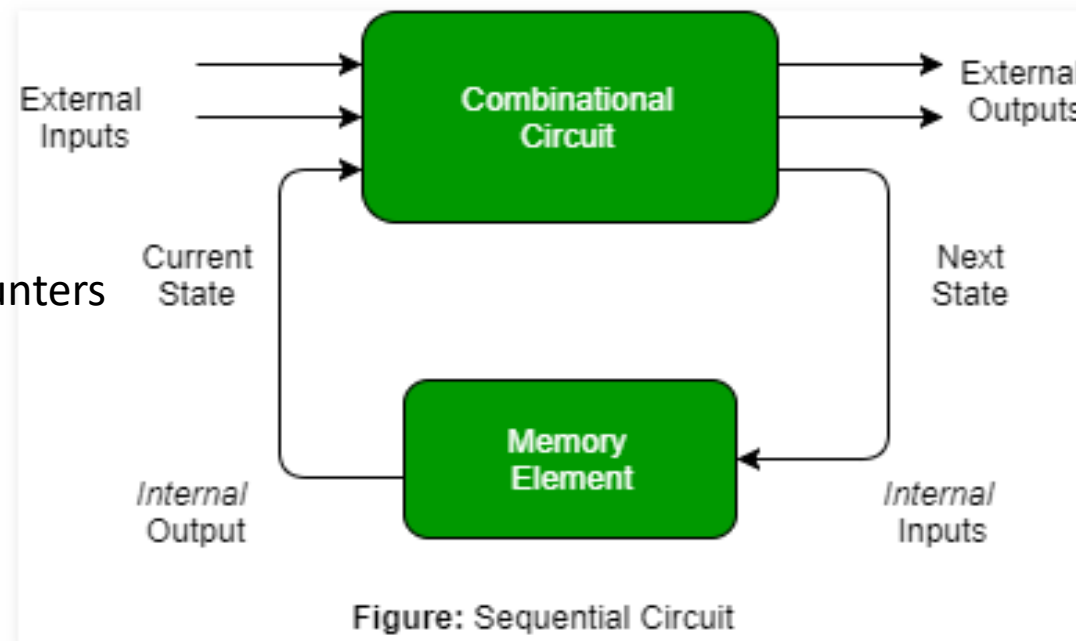 External
Inputs
Combinational
Circuit
External
Outputs
Current
State
Next
State
Memory
Element
Internal
Output
Internal
Inputs
Figure: Sequential Circuit